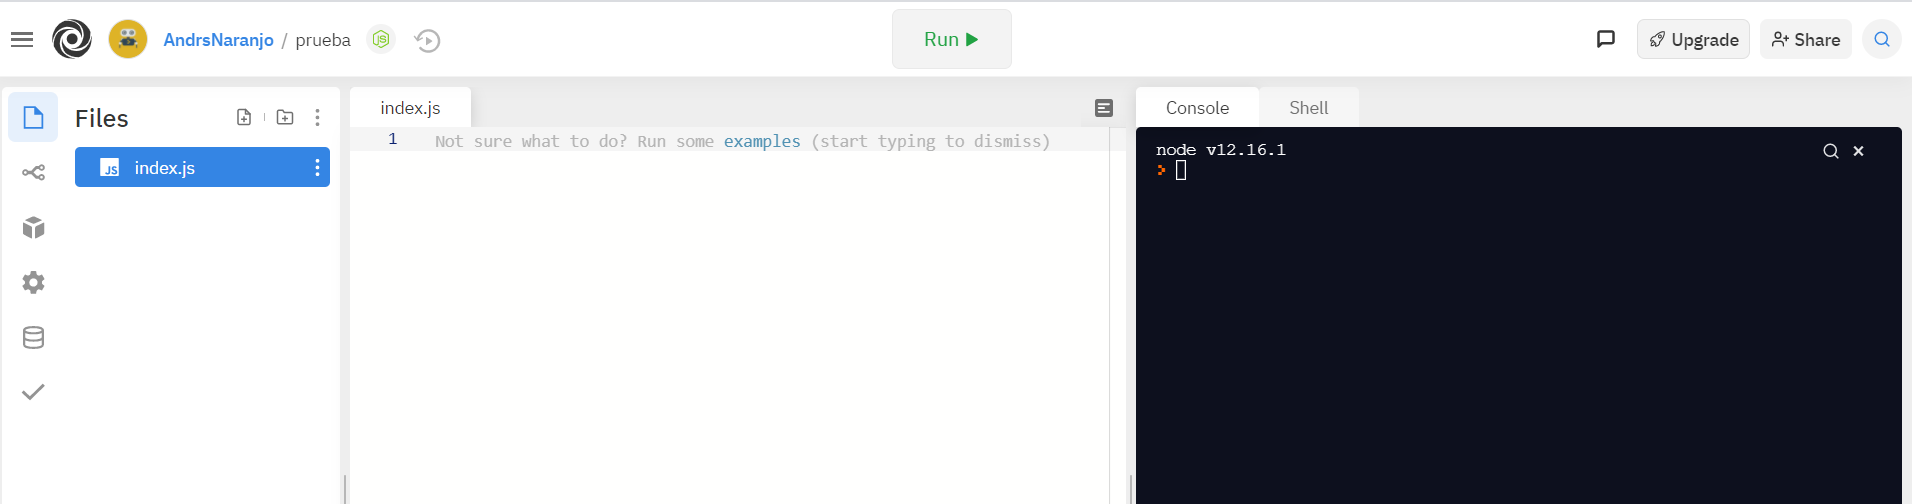 AndrsNaranjo / prueba
Run
Upgrade
Share
Files
index.js
JS index.js
1 Not sure what to do? Run some examples (start typing to dismiss)
Console
Shell
node v12.16.1